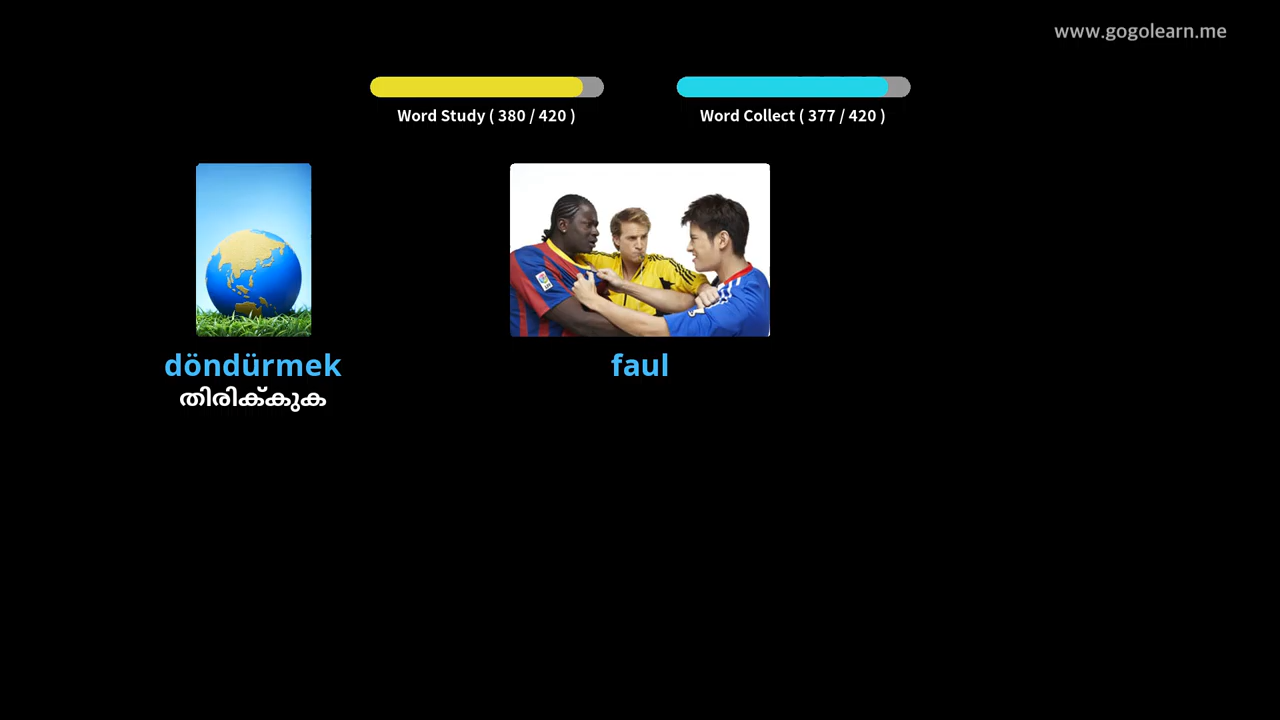 www.gogolearn.me
Word Study ( 380 / 420 )
Word Collect ( 377 / 420 )
döndürmek
faul
തിരിക്കുക